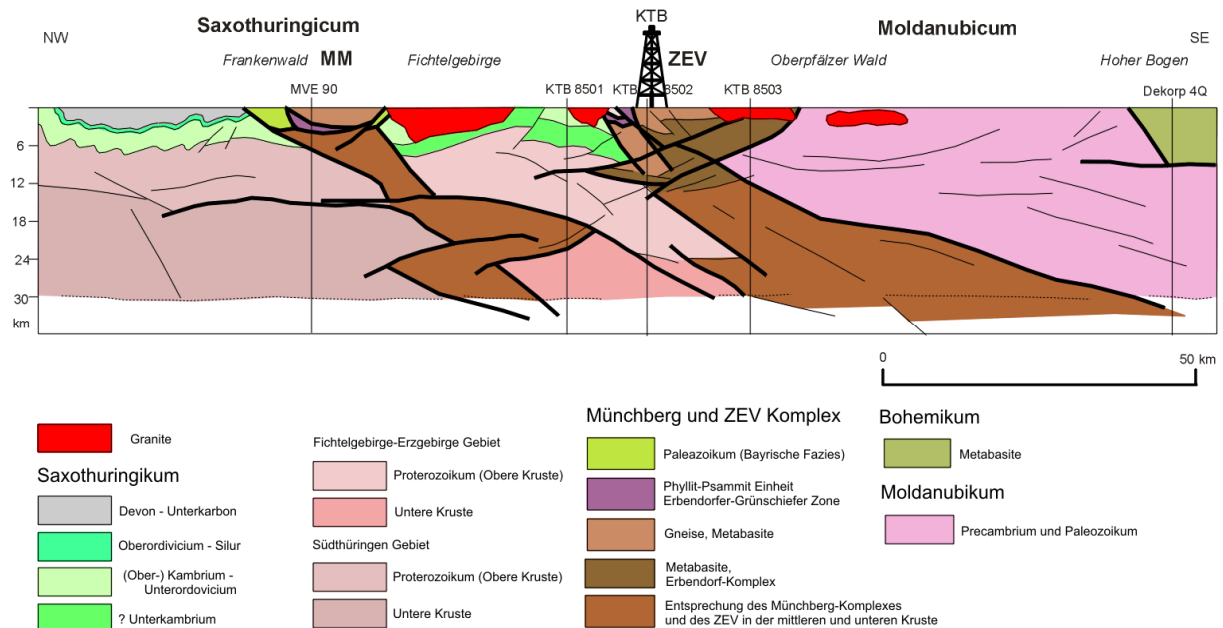 Saxothuringicum
KTB
Moldanubicum
NW
SE
Frankenwald
MM
Fichtelgebirge
ZEV
Oberpfälzer Wald
Hoher Bogen
MVE 90
KTB 8501
KTB 8502
KTB 8503
Dekorp 4Q
6
12
18
24
30
km
0
50 km
Granite
Saxothuringikum
Devon - Unterkarbon
Oberordivicium - Silur
(Ober-) Kambrium -
Unterordovicium
? Unterkambrium
Fichtelgebirge-Erzgebirge Gebiet
Proterozoikum (Obere Kruste)
Untere Kruste
Südthüringen Gebiet
Proterozoikum (Obere Kruste)
Untere Kruste
Münchberg und ZEV Komplex
Paleazoikum (Bayrische Fazies)
Phyllit-Psammit Einheit
Erbendorfer-Grünschiefer Zone
Gneise, Metabasite
Metabasite,
Erbendorf-Komplex
Entsprechung des Münchberg-Komplexes
und des ZEV in der mittleren und unteren Kruste
Bohemikum
Metabasite
Moldanubikum
Precambrium und Paleozoikum